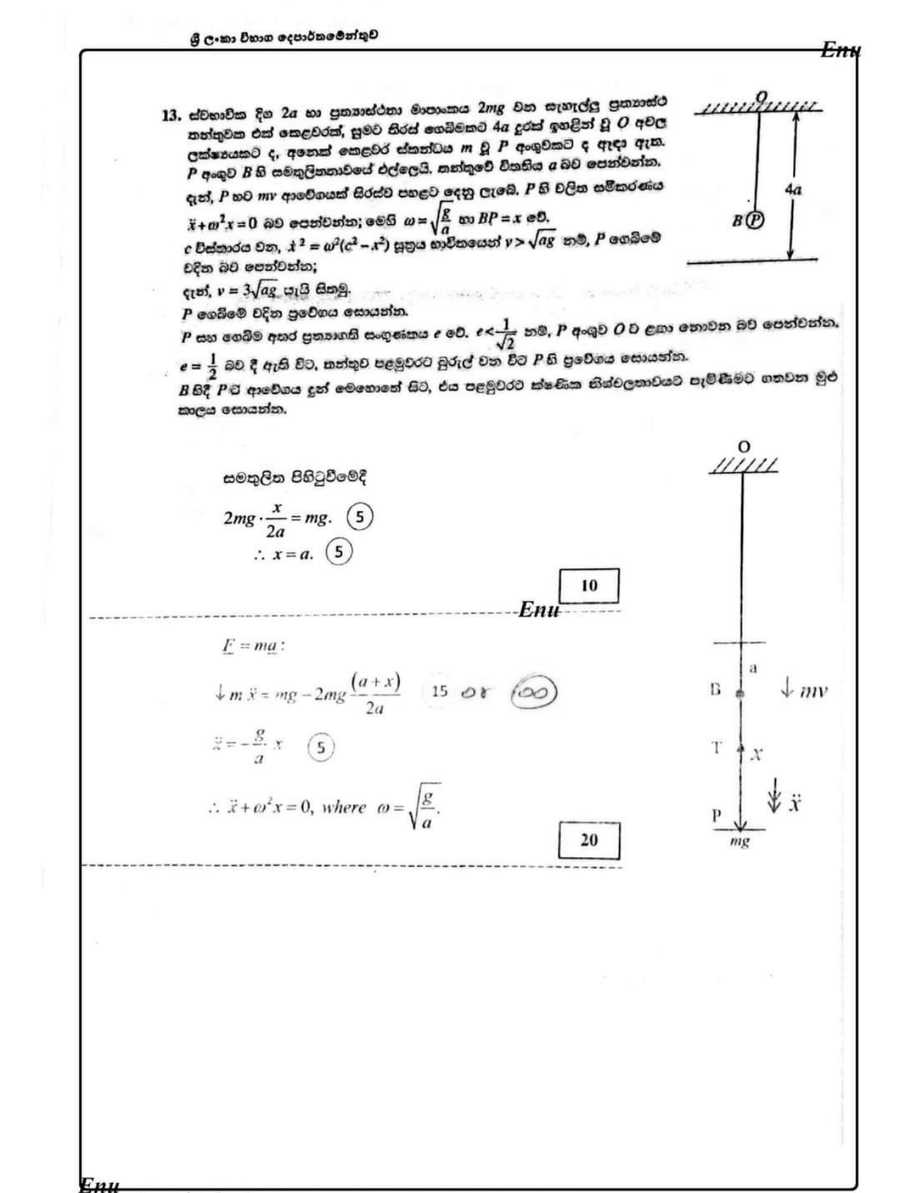 ශ්‍රී ලංකා විභාග දෙපාර්තමේන්තුව
Enu
13. ස්වභාවික දිග 2a හා ප්‍රත්‍යාස්ථතා මාපාංකය 2mg වන සැහැල්ලු ප්‍රත්‍යාස්ථ
තන්තුවක එක් කෙළවරක්, සුමට තිරස් ගෙබිමකට 4a දුරක් ඉහළින් වූ O අචල
ලක්ෂ්‍යයකට ද, අනෙක් කෙළවර ස්කන්ධය m වූ P අංශුවකට ද ඈඳා ඇත.
P අංශුව B හි සමතුලිතතාවයේ එල්ලෙයි. තන්තුවේ විතතිය a බව පෙන්වන්න.
දැන්, P හට mv ආවේගයක් සිරස්ව පහළට දෙනු ලැබේ. P හි චලිත සමීකරණය
ẍ + ω²x = 0 බව පෙන්වන්න; මෙහි ω = √(g/a) හා BP = x වේ.
c විස්තාරය වන, ẋ² = ω²(c² − x²) සූත්‍රය භාවිතයෙන් v > √ag නම්, P ගෙබිමේ
වදින බව පෙන්වන්න;
දැන්, v = 3√ag යැයි සිතමු.
P ගෙබිමේ වදින ප්‍රවේගය සොයන්න.
P සහ ගෙබිම අතර ප්‍රත්‍යාගති සංගුණකය e වේ. e < 1/√2 නම්, P අංශුව O ට ළඟා නොවන බව පෙන්වන්න.
e = 1/2 බව දී ඇති විට, තන්තුව පළමුවරට බුරුල් වන විට P හි ප්‍රවේගය සොයන්න.
B හිදී P ට ආවේගය දුන් මොහොතේ සිට, එය පළමුවරට ක්ෂණික නිශ්චලතාවයට පැමිණීමට ගතවන මුළු
කාලය සොයන්න.
O
4a
B P
සමතුලිත පිහිටුවීමේදී
2mg · x/2a = mg. 5
∴ x = a. 5
10
Enu
F = ma :
↓ m ẍ = mg − 2mg (a + x)/2a 15 or 00
ẍ = − g/a x 5
∴ ẍ + ω²x = 0, where ω = √(g/a).
20
O
a
B
↓ mv
T
x
P
ẍ
mg
Enu